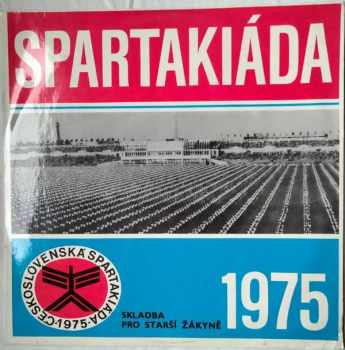 SPARTAKIÁDA
ČESKOSLOVENSKÁ SPARTAKIÁDA
·1975·
SKLADBA
PRO STARŠÍ ŽÁKYNĚ
1975